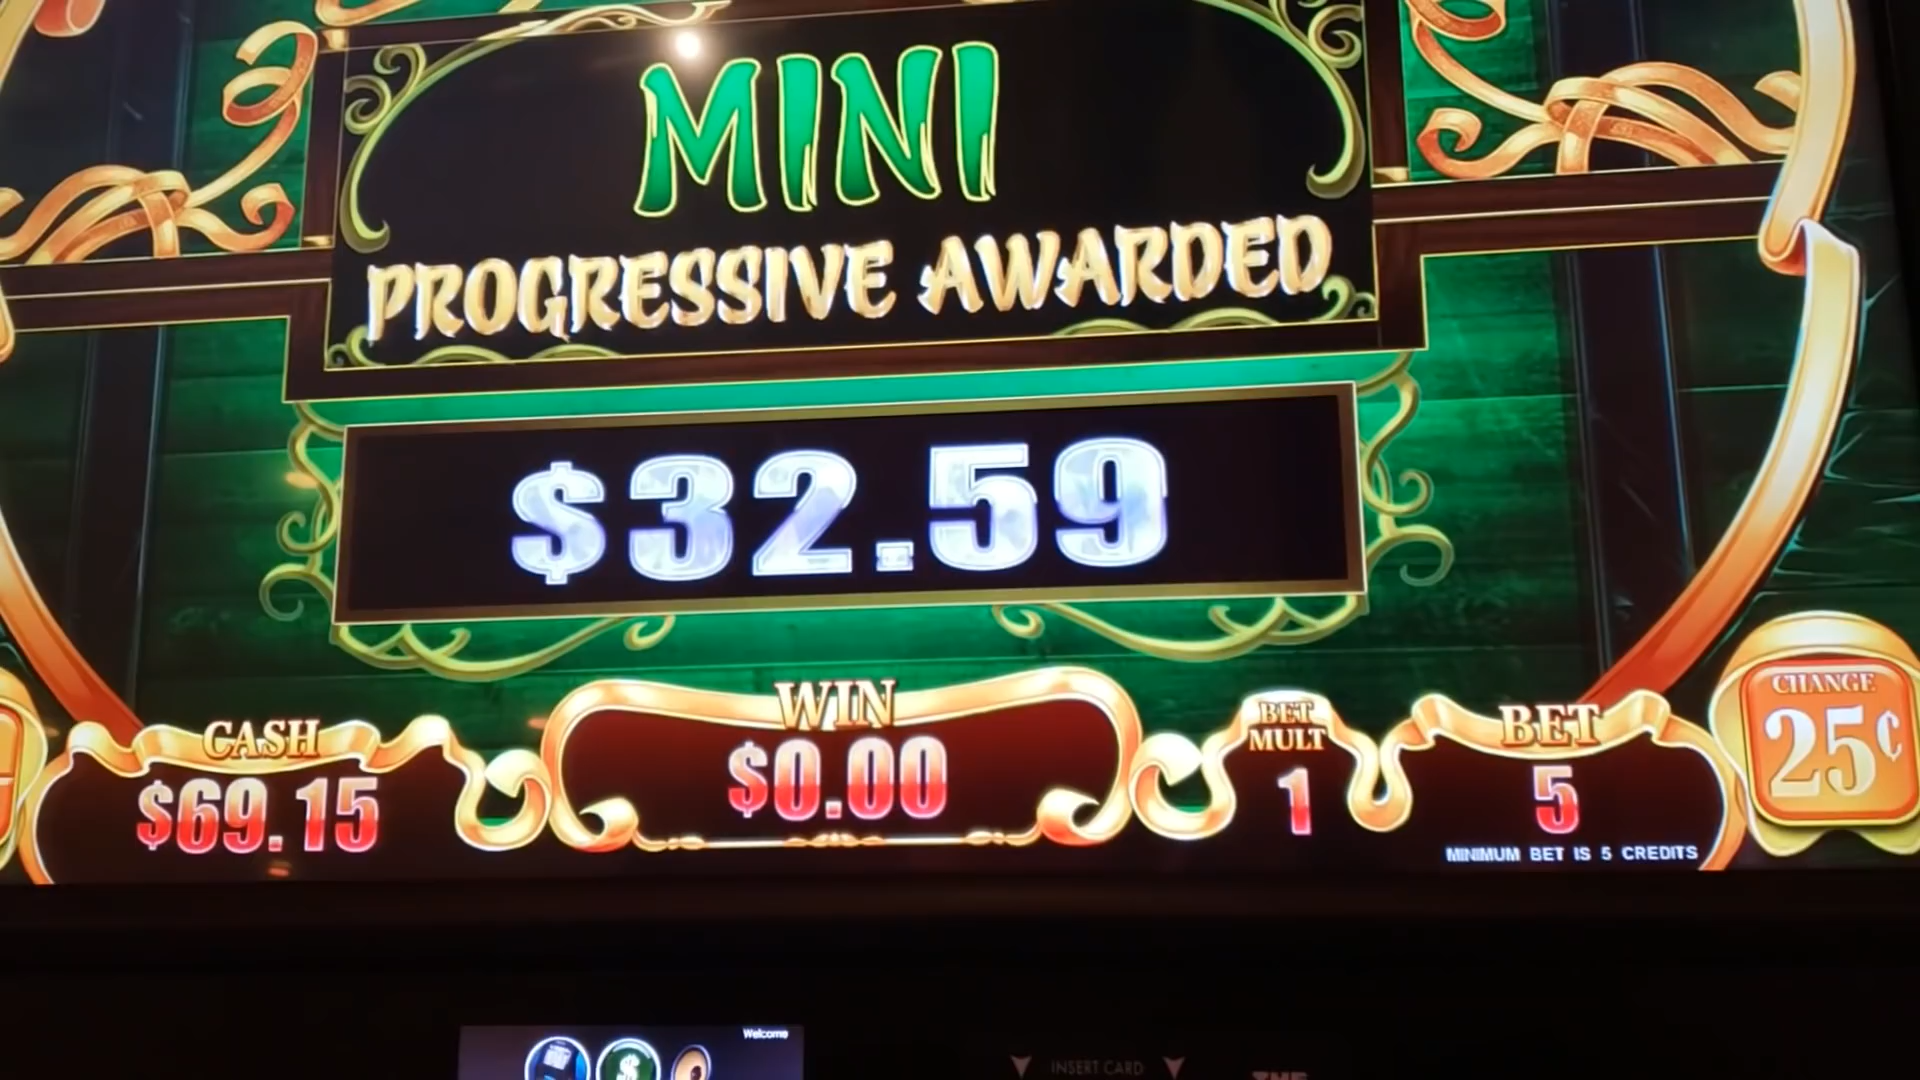 MINI
PROGRESSIVE AWARDED
$32.59
CASH
$69.15
WIN
$0.00
BET
MULT
1
BET
5
MINIMUM BET IS 5 CREDITS
CHANGE
25¢
Welcome
$
INSERT CARD